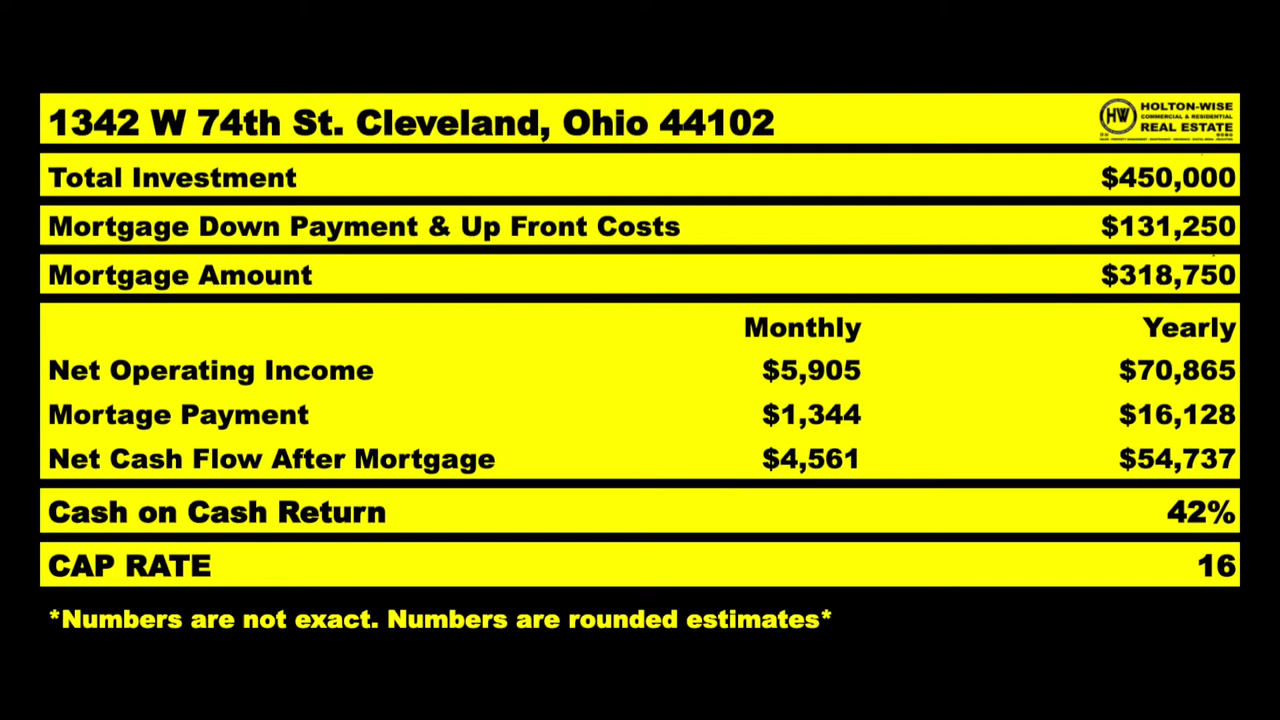 1342 W 74th St. Cleveland, Ohio 44102
HW
HOLTON-WISE
COMMERCIAL & RESIDENTIAL
REAL ESTATE
Total Investment $450,000
Mortgage Down Payment & Up Front Costs $131,250
Mortgage Amount $318,750
Monthly Yearly
Net Operating Income $5,905 $70,865
Mortage Payment $1,344 $16,128
Net Cash Flow After Mortgage $4,561 $54,737
Cash on Cash Return 42%
CAP RATE 16
*Numbers are not exact. Numbers are rounded estimates*